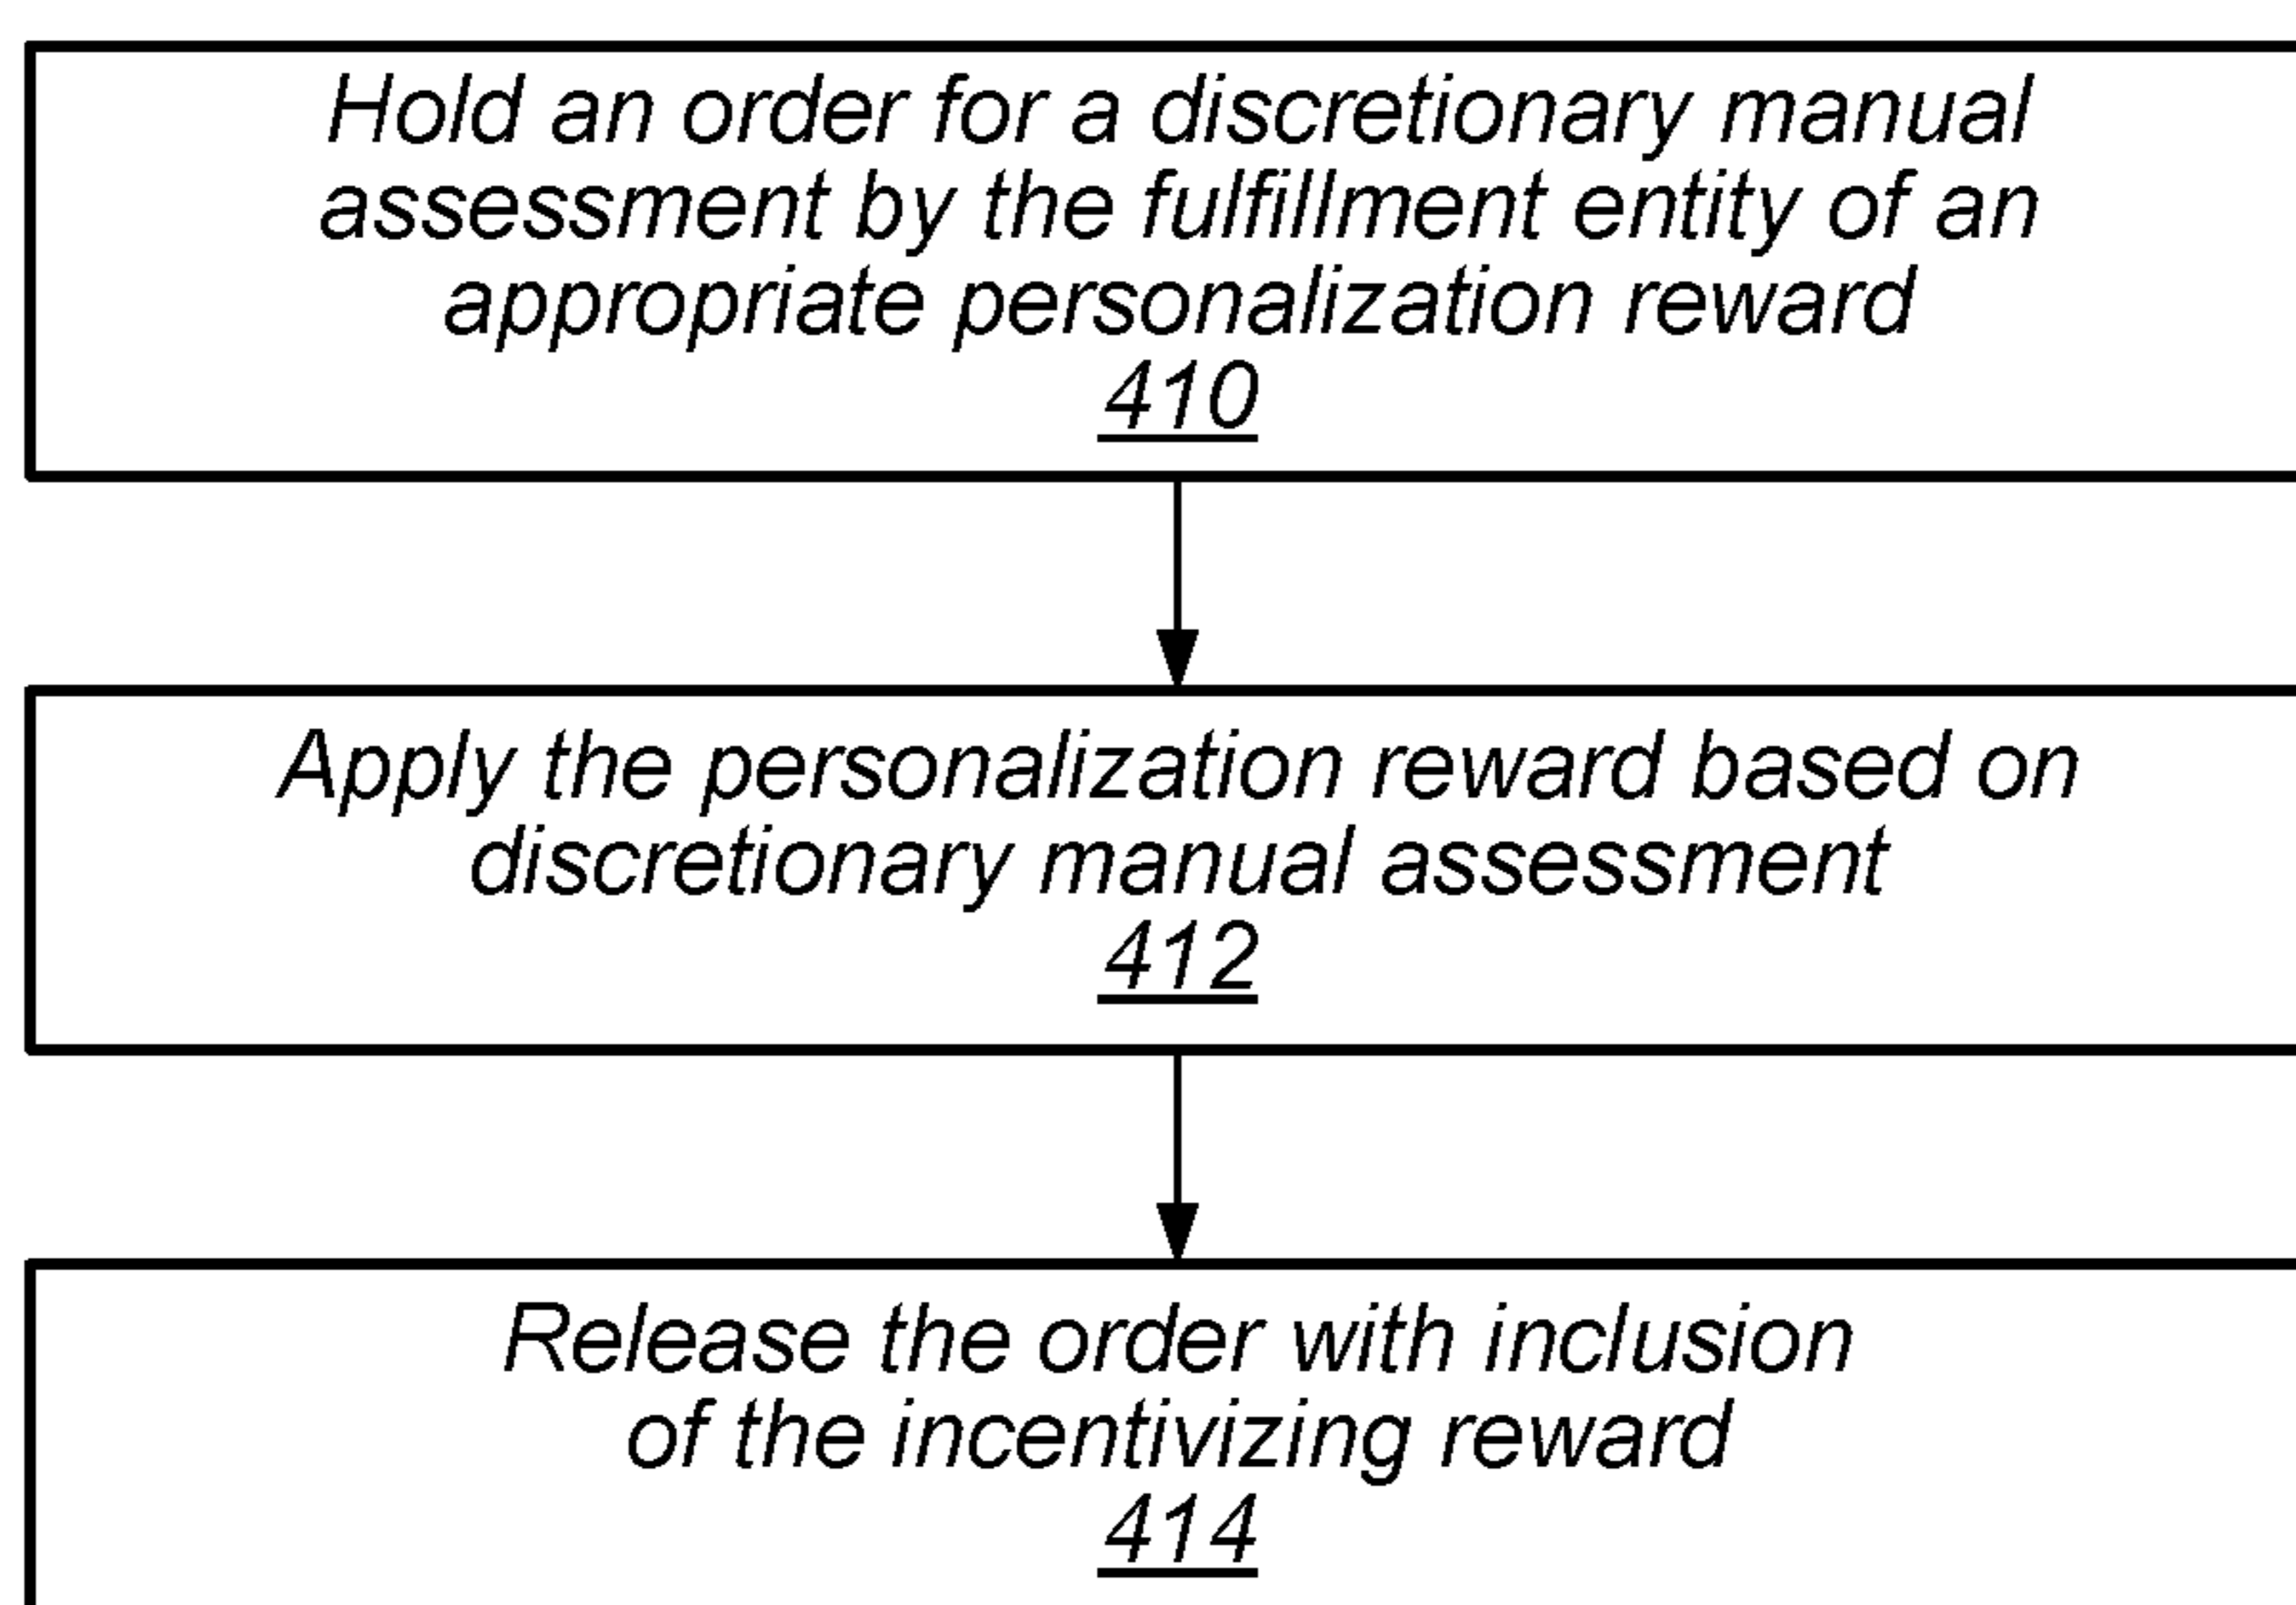 Hold an order for a discretionary manual
assessment by the fulfillment entity of an
appropriate personalization reward
410
Apply the personalization reward based on
discretionary manual assessment
412
Release the order with inclusion
of the incentivizing reward
414